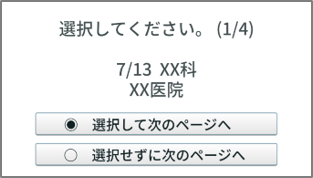 選択してください。 (1/4)
7/13 XX科
XX医院
◉ 選択して次のページへ
○ 選択せずに次のページへ